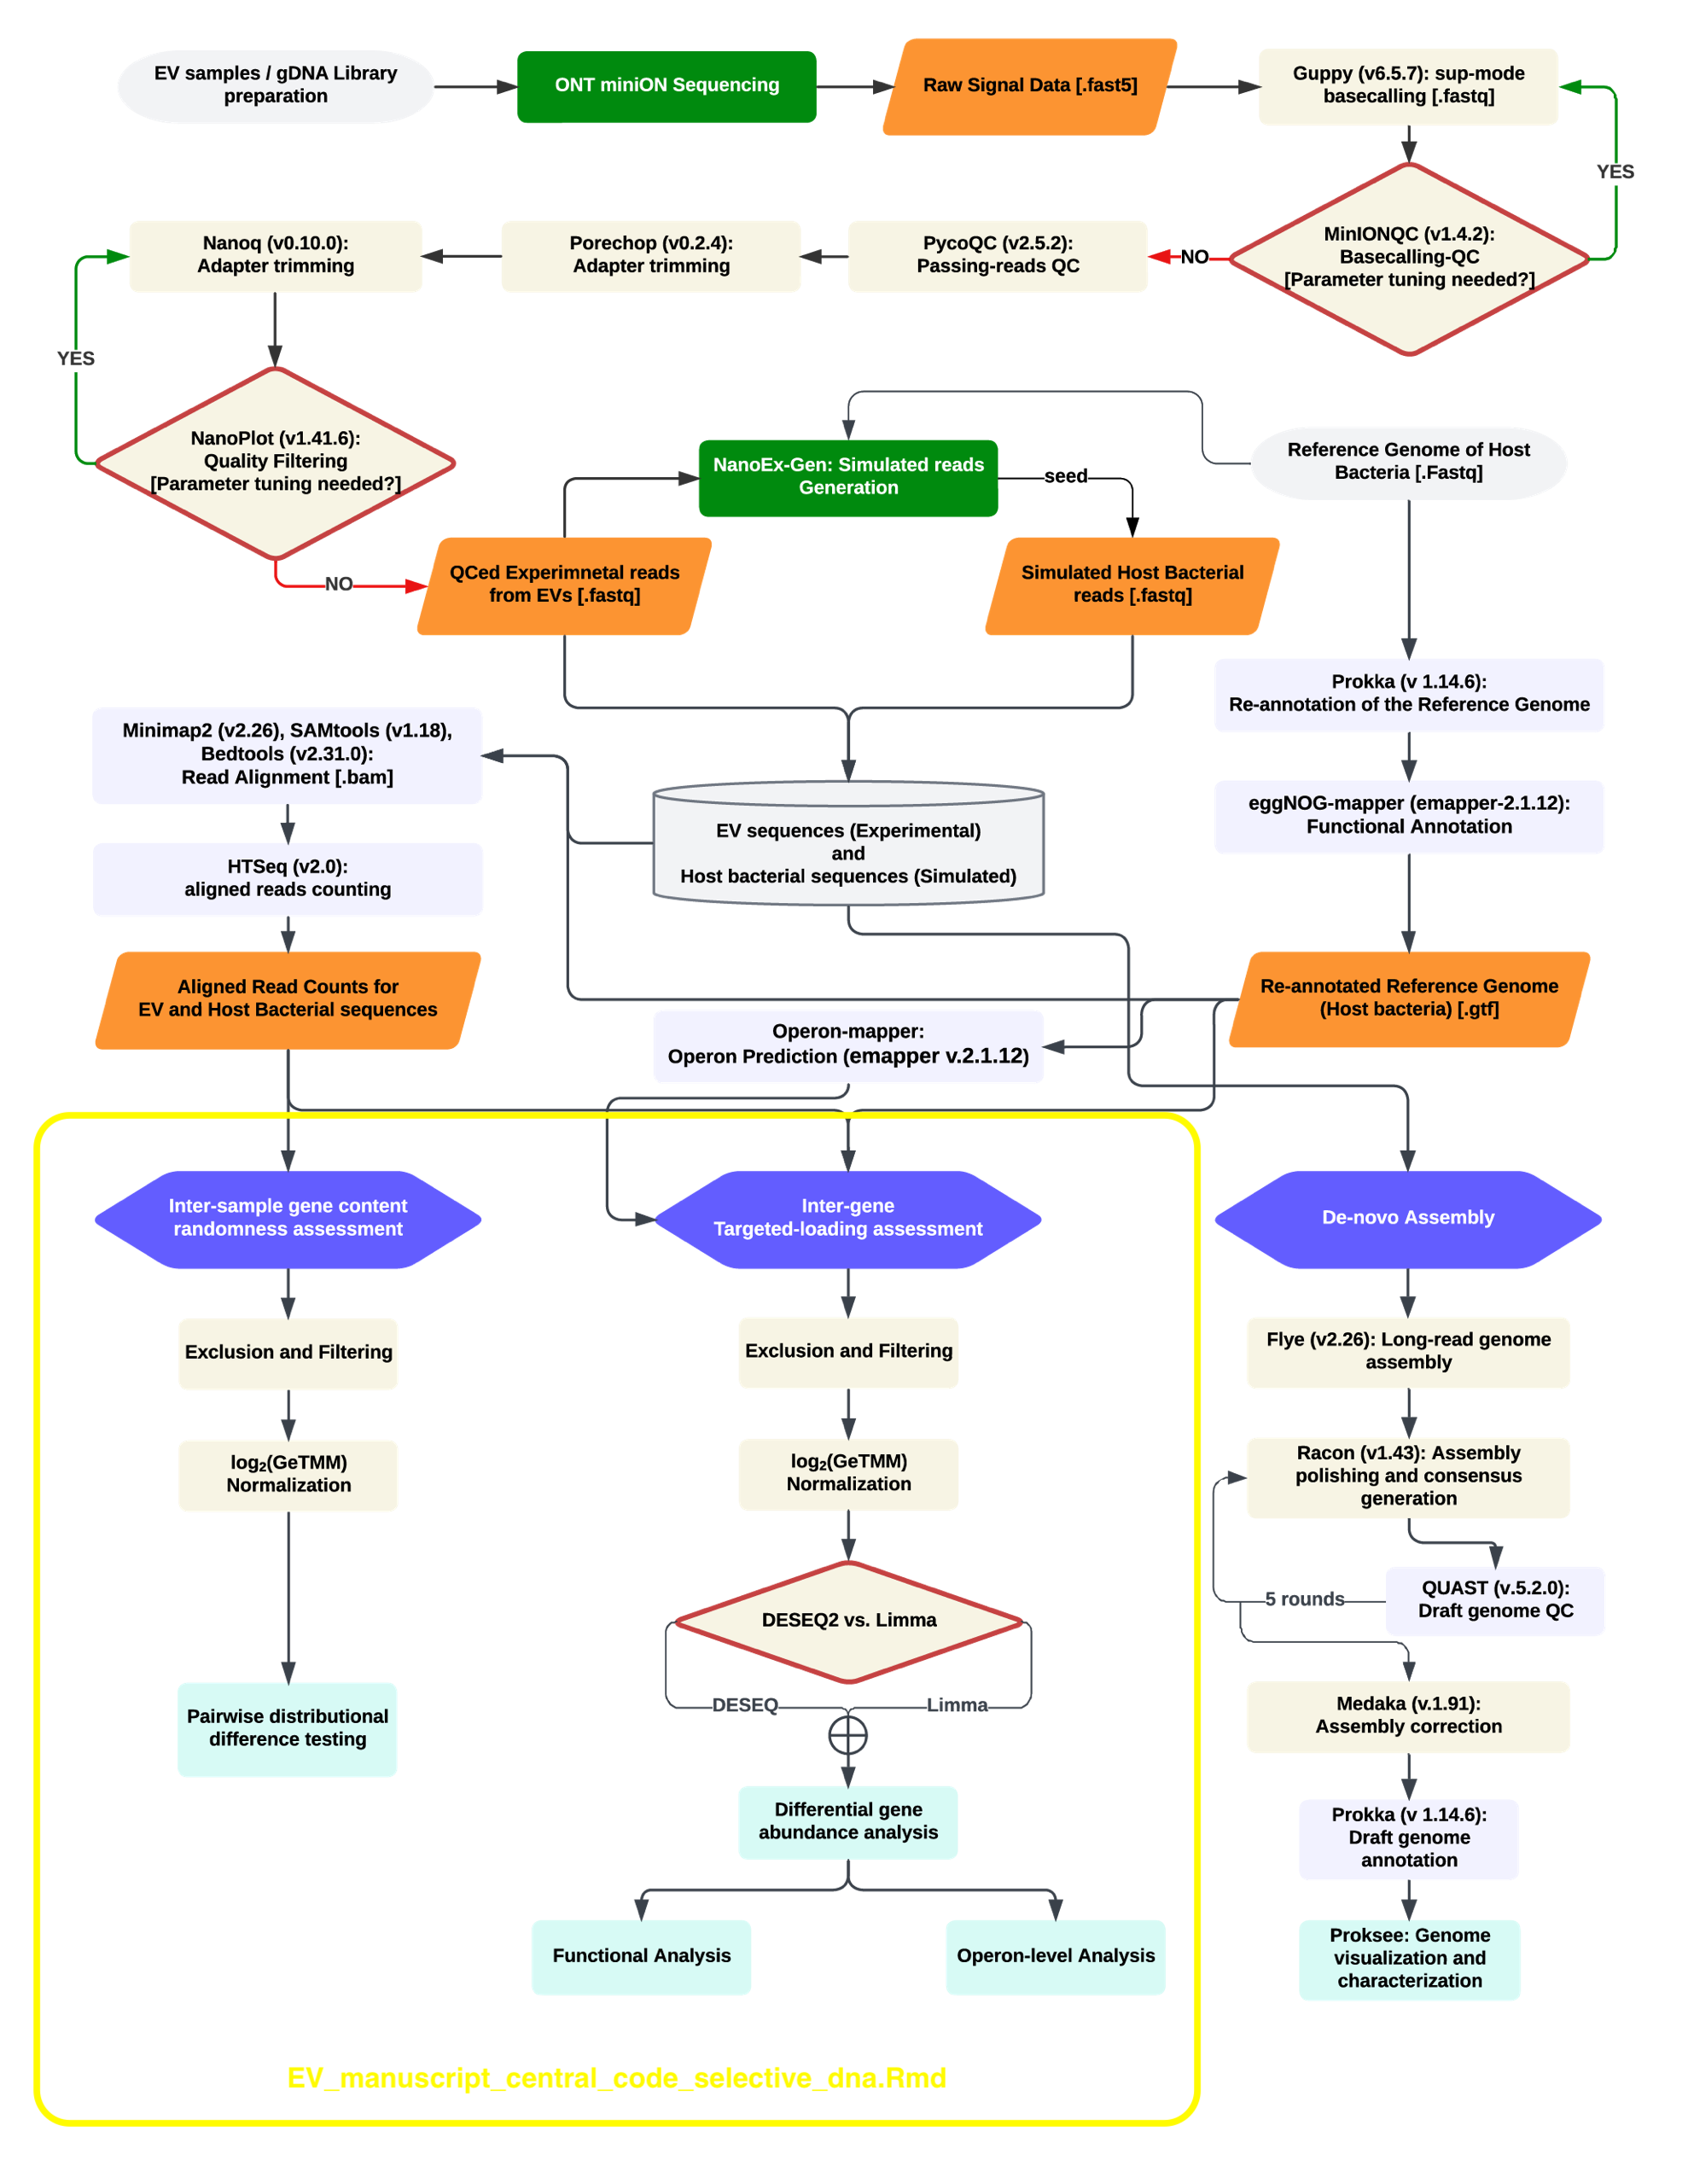 EV samples / gDNA Library
preparation
ONT miniON Sequencing
Raw Signal Data [.fast5]
Guppy (v6.5.7): sup-mode
basecalling [.fastq]
YES
MinIONQC (v1.4.2):
Basecalling-QC
[Parameter tuning needed?]
NO
PycoQC (v2.5.2):
Passing-reads QC
Porechop (v0.2.4):
Adapter trimming
Nanoq (v0.10.0):
Adapter trimming
YES
NanoPlot (v1.41.6):
Quality Filtering
[Parameter tuning needed?]
NO
NanoEx-Gen: Simulated reads
Generation
seed
Reference Genome of Host
Bacteria [.Fastq]
QCed Experimnetal reads
from EVs [.fastq]
Simulated Host Bacterial
reads [.fastq]
Prokka (v 1.14.6):
Re-annotation of the Reference Genome
Minimap2 (v2.26), SAMtools (v1.18),
Bedtools (v2.31.0):
Read Alignment [.bam]
EV sequences (Experimental)
and
Host bacterial sequences (Simulated)
eggNOG-mapper (emapper-2.1.12):
Functional Annotation
HTSeq (v2.0):
aligned reads counting
Aligned Read Counts for
EV and Host Bacterial sequences
Re-annotated Reference Genome
(Host bacteria) [.gtf]
Operon-mapper:
Operon Prediction (emapper v.2.1.12)
Inter-sample gene content
randomness assessment
Inter-gene
Targeted-loading assessment
De-novo Assembly
Exclusion and Filtering
Exclusion and Filtering
Flye (v2.26): Long-read genome
assembly
log₂(GeTMM)
Normalization
log₂(GeTMM)
Normalization
Racon (v1.43): Assembly
polishing and consensus
generation
DESEQ2 vs. Limma
5 rounds
QUAST (v.5.2.0):
Draft genome QC
DESEQ
Limma
Pairwise distributional
difference testing
Medaka (v.1.91):
Assembly correction
Differential gene
abundance analysis
Prokka (v 1.14.6):
Draft genome
annotation
Functional Analysis
Operon-level Analysis
Proksee: Genome
visualization and
characterization
EV_manuscript_central_code_selective_dna.Rmd